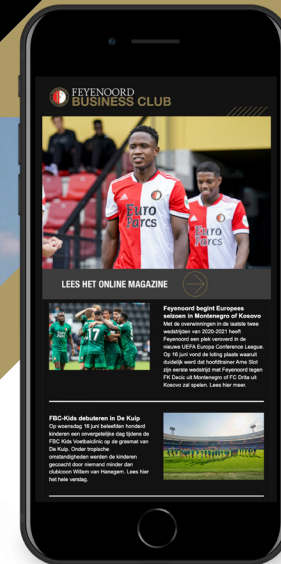 FEYENOORD
BUSINESS CLUB
Euro
Parcs
Euro
Parcs
LEES HET ONLINE MAGAZINE
17
Feyenoord begint Europees
seizoen in Montenegro of Kosovo
Met de overwinningen in de laatste twee
wedstrijden van 2020-2021 heeft
Feyenoord een plek veroverd in de
nieuwe UEFA Europa Conference League.
Op 16 juni vond de loting plaats waaruit
duidelijk werd dat hoofdtrainer Arne Slot
zijn eerste wedstrijd met Feyenoord tegen
FK Decic uit Montenegro of FC Drita uit
Kosovo zal spelen. Lees hier meer.
FBC-Kids debuteren in De Kuip
Op woensdag 16 juni beleefden honderd
kinderen een onvergetelijke dag tijdens de
FBC Kids Voetbalclinic op de grasmat van
De Kuip. Onder tropische
omstandigheden werden de kinderen
gecoacht door niemand minder dan
clubicoon Willem van Hanegem. Lees hier
het hele verslag.